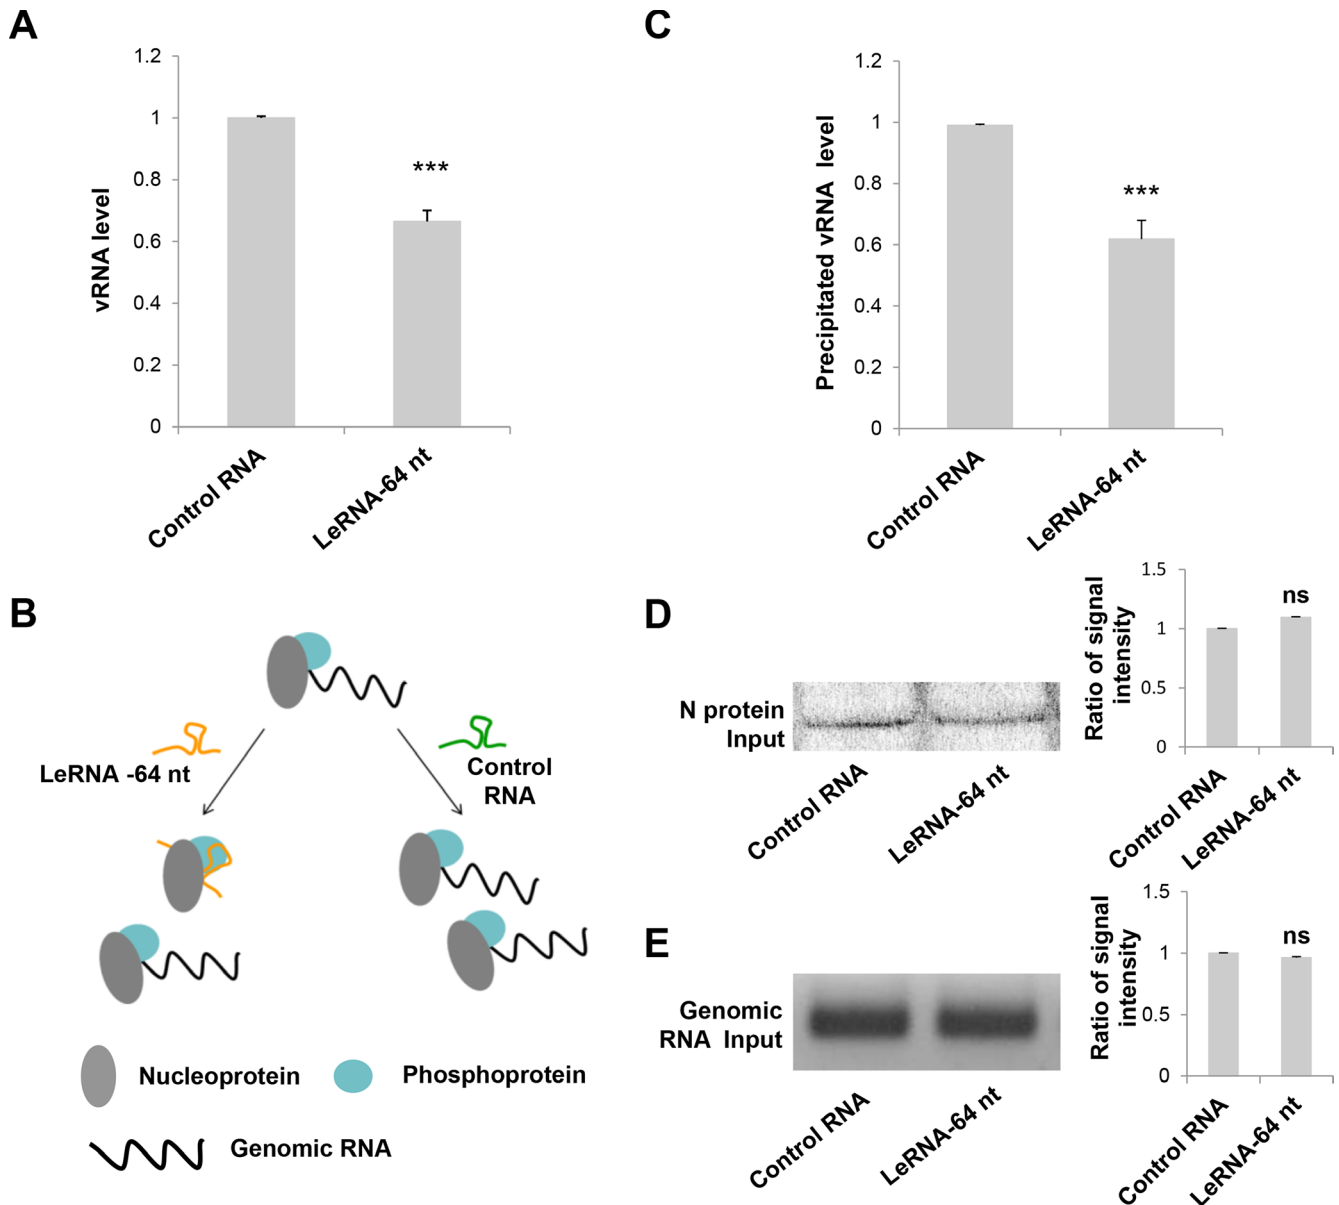 A
1.2
1
0.8
0.6
0.4
0.2
0
vRNA level
***
Control RNA
LeRNA-64 nt
B
LeRNA -64 nt
Control
RNA
Nucleoprotein
Phosphoprotein
Genomic RNA
C
1.2
1
0.8
0.6
0.4
0.2
0
Precipitated vRNA level
***
Control RNA
LeRNA-64 nt
D
N protein
Input
Control RNA
LeRNA-64 nt
Ratio of signal
intensity
1.5
1
0.5
0
ns
Control RNA
LeRNA-64 nt
E
Genomic
RNA Input
Control RNA
LeRNA-64 nt
Ratio of signal
intensity
1.5
1
0.5
0
ns
Control RNA
LeRNA-64 nt